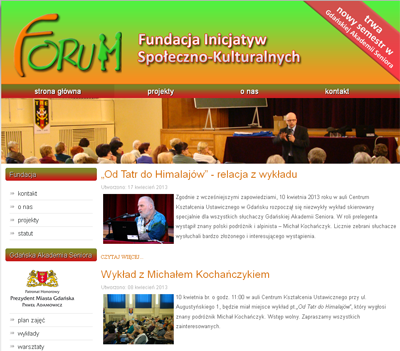 FORUM
Fundacja Inicjatyw
Społeczno-Kulturalnych
trwa
nowy semestr w
Gdańskiej Akademii Seniora
strona główna
projekty
o nas
kontakt
Fundacja
kontakt
o nas
projekty
statut
Gdańska Akademia Seniora
Patronat Honorowy
Prezydent Miasta Gdańska
PAWEŁ ADAMOWICZ
plan zajęć
wykłady
warsztaty
„Od Tatr do Himalajów” - relacja z wykładu
Utworzono: 17 kwiecień 2013
Zgodnie z wcześniejszymi zapowiedziami, 10 kwietnia 2013 roku w auli Centrum
Kształcenia Ustawicznego w Gdańsku rozpoczął się niezwykły wykład skierowany
specjalnie dla wszystkich słuchaczy Gdańskiej Akademii Seniora. W roli prelegenta
wystąpił znany polski podróżnik i alpinista – Michał Kochańczyk. Licznie zebrani słuchacze
wysłuchali bardzo złożonego i interesującego wystąpienia.
CZYTAJ WIĘCEJ...
Wykład z Michałem Kochańczykiem
Utworzono: 05 kwiecień 2013
10 kwietnia br. o godz. 11:00 w auli Centrum Kształcenia Ustawicznego przy ul.
Augustyńskiego 1, będzie miał miejsce wykład pt. „Od Tatr do Himalajów”, który wygłosi
znany podróżnik Michał Kochańczyk. Wstęp wolny. Zapraszamy wszystkich
zainteresowanych.